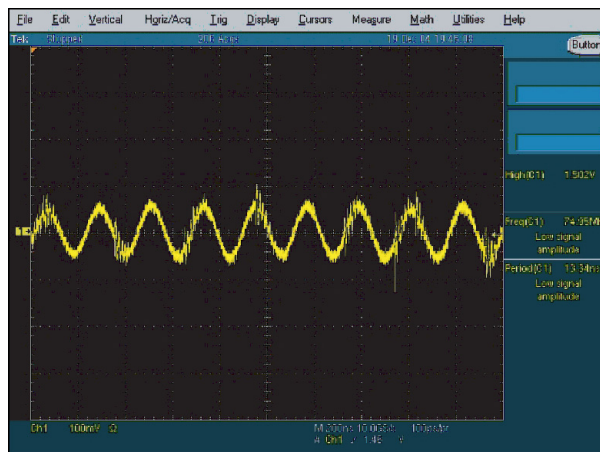 File Edit Vertical Horiz/Acq Trig Display Cursors Measure Math Utilities Help
Tek Stopped
Button
High(C1) 1.502V
Freq(C1) 74.95M
Low signal
amplitude
Period(C1) 13.34ns
Low signal
amplitude
Ch1 100mV Ω
Ch1